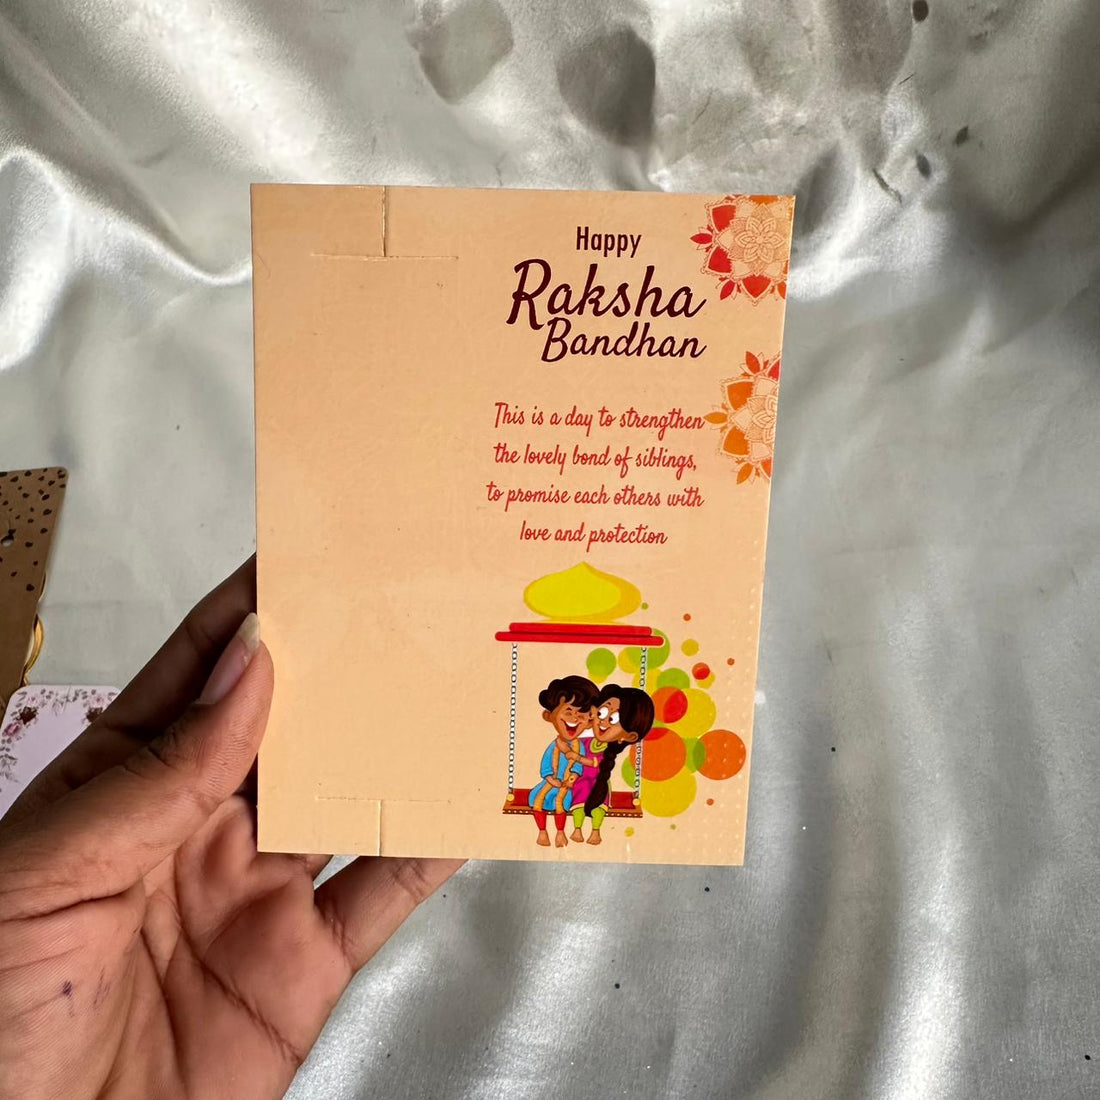 Happy
Raksha
Bandhan
This is a day to strengthen
the lovely bond of siblings,
to promise each others with
love and protection